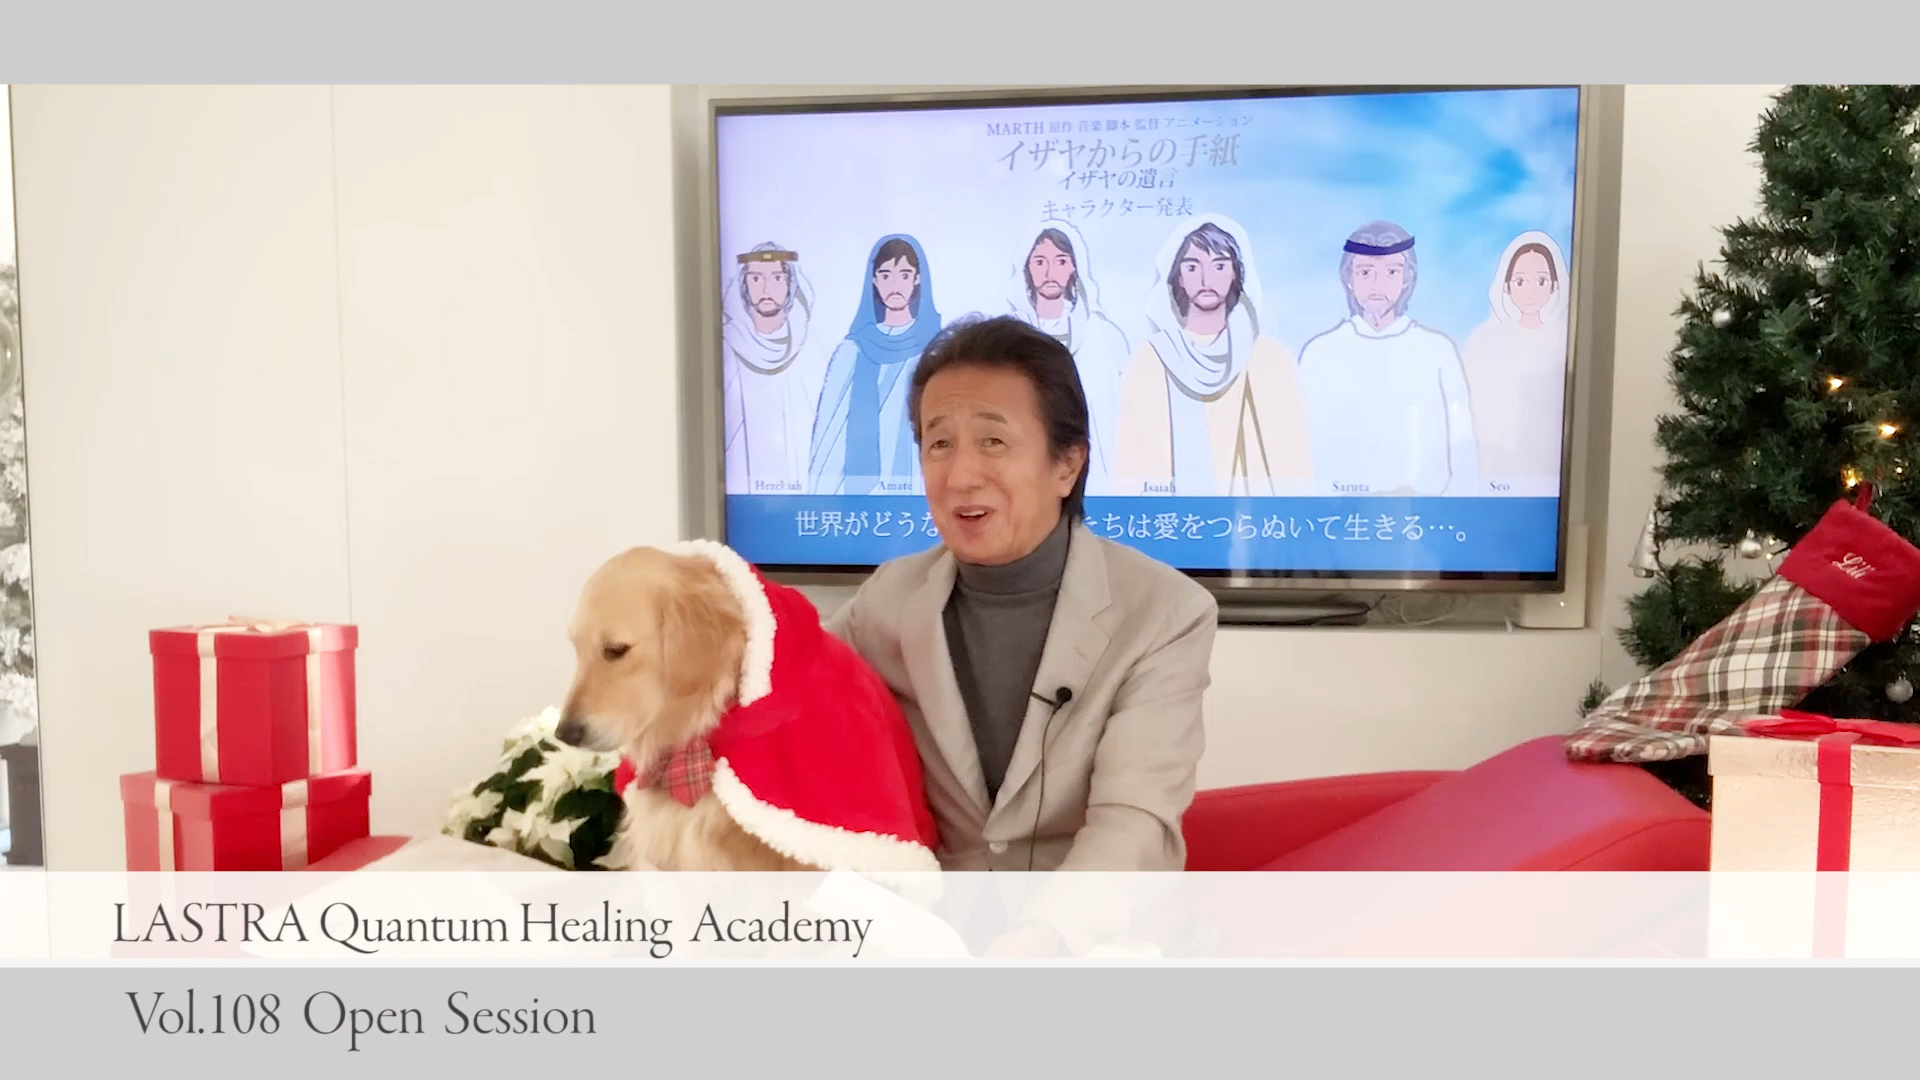 MARTH 原作 音楽 脚本 監督 アニメーション
イザヤからの手紙
イザヤの遺言
キャラクター発表
Hezekiah Amato Isaiah Saruta Seo
世界がどうな ちは愛をつらぬいて生きる…。
Lili
LASTRA Quantum Healing Academy
Vol.108 Open Session